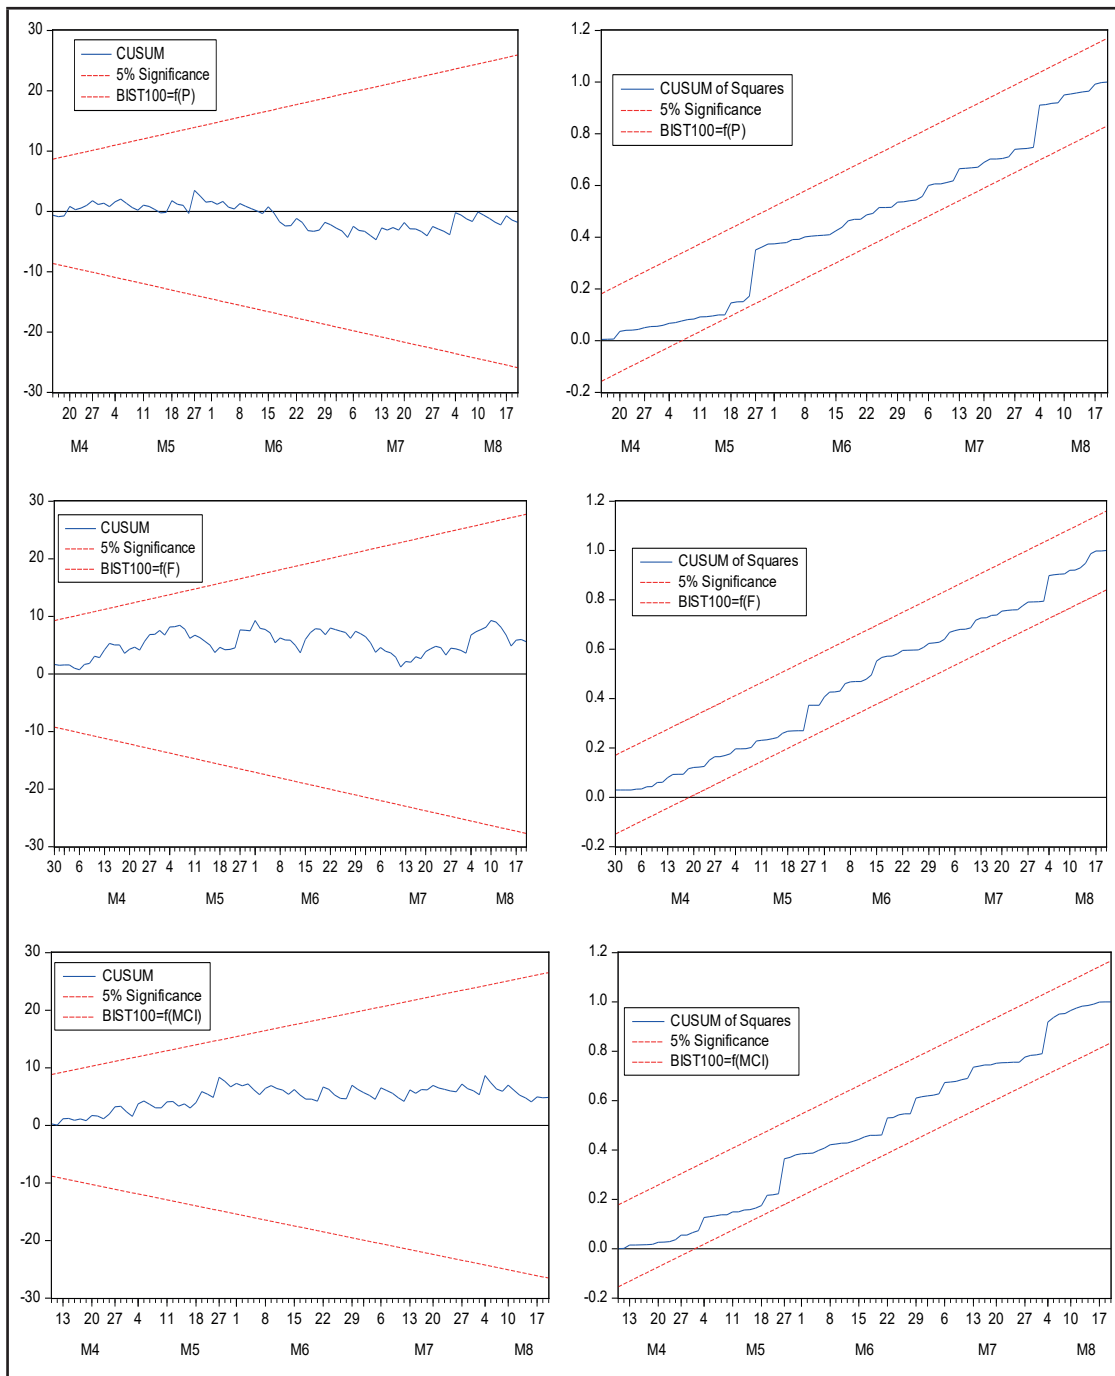 30
20
10
0
-10
-20
-30
CUSUM
5% Significance
BIST100=f(P)
20 27 4 11 18 27 1 8 15 22 29 6 13 20 27 4 10 17
M4 M5 M6 M7 M8
1.2
1.0
0.8
0.6
0.4
0.2
0.0
-0.2
CUSUM of Squares
5% Significance
BIST100=f(P)
20 27 4 11 18 27 1 8 15 22 29 6 13 20 27 4 10 17
M4 M5 M6 M7 M8
30
20
10
0
-10
-20
-30
CUSUM
5% Significance
BIST100=f(F)
30 6 13 20 27 4 11 18 27 1 8 15 22 29 6 13 20 27 4 10 17
M4 M5 M6 M7 M8
1.2
1.0
0.8
0.6
0.4
0.2
0.0
-0.2
CUSUM of Squares
5% Significance
BIST100=f(F)
30 6 13 20 27 4 11 18 27 1 8 15 22 29 6 13 20 27 4 10 17
M4 M5 M6 M7 M8
30
20
10
0
-10
-20
-30
CUSUM
5% Significance
BIST100=f(MCI)
13 20 27 4 11 20 27 1 8 15 22 29 6 13 20 27 4 10 17
M4 M5 M6 M7 M8
1.2
1.0
0.8
0.6
0.4
0.2
0.0
-0.2
CUSUM of Squares
5% Significance
BIST100=f(MCI)
13 20 27 4 11 18 27 1 8 15 22 29 6 13 20 27 4 10 17
M4 M5 M6 M7 M8